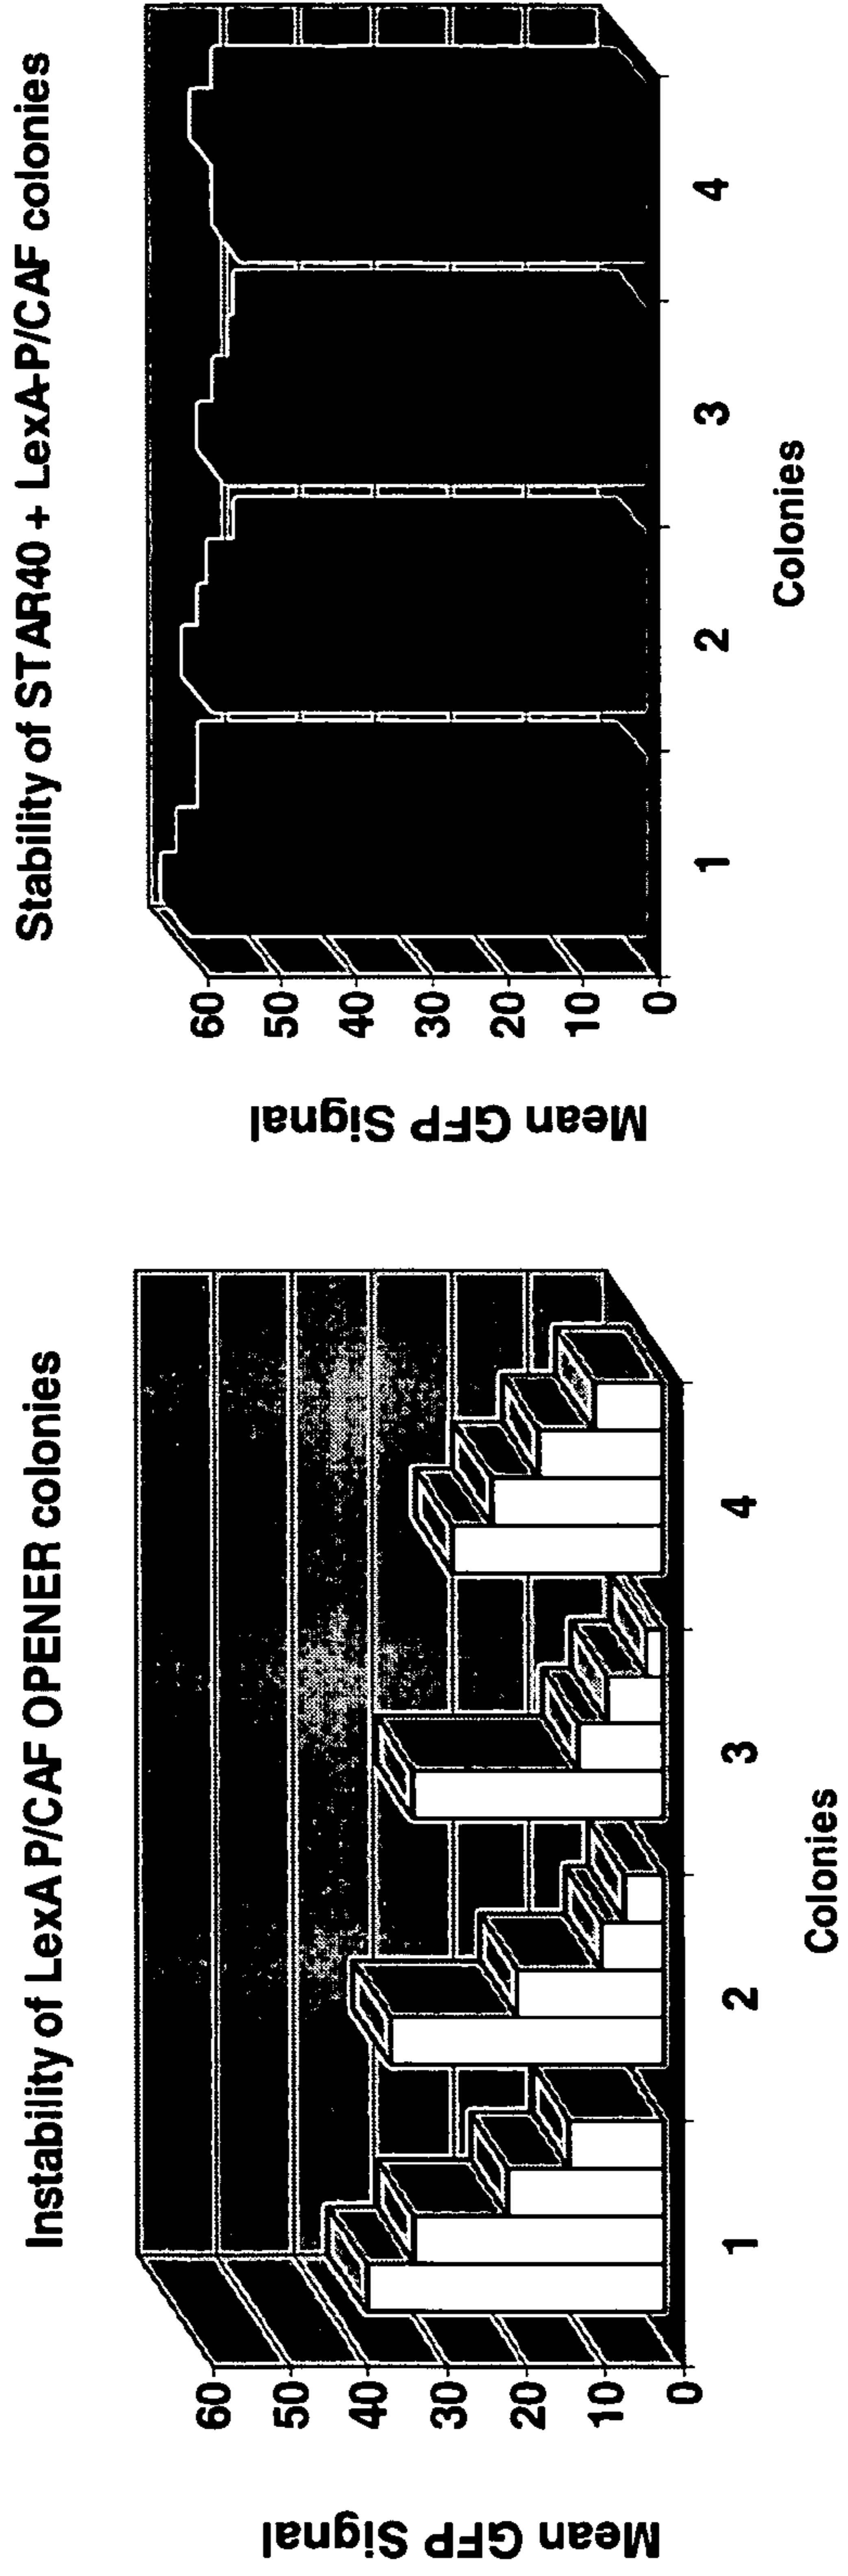 Instability of LexA P/CAF OPENER colonies
Mean GFP Signal
60
50
40
30
20
10
0
1 2 3 4
Colonies
Stability of STAR40 + LexA-P/CAF colonies
Mean GFP Signal
60
50
40
30
20
10
0
1 2 3 4
Colonies